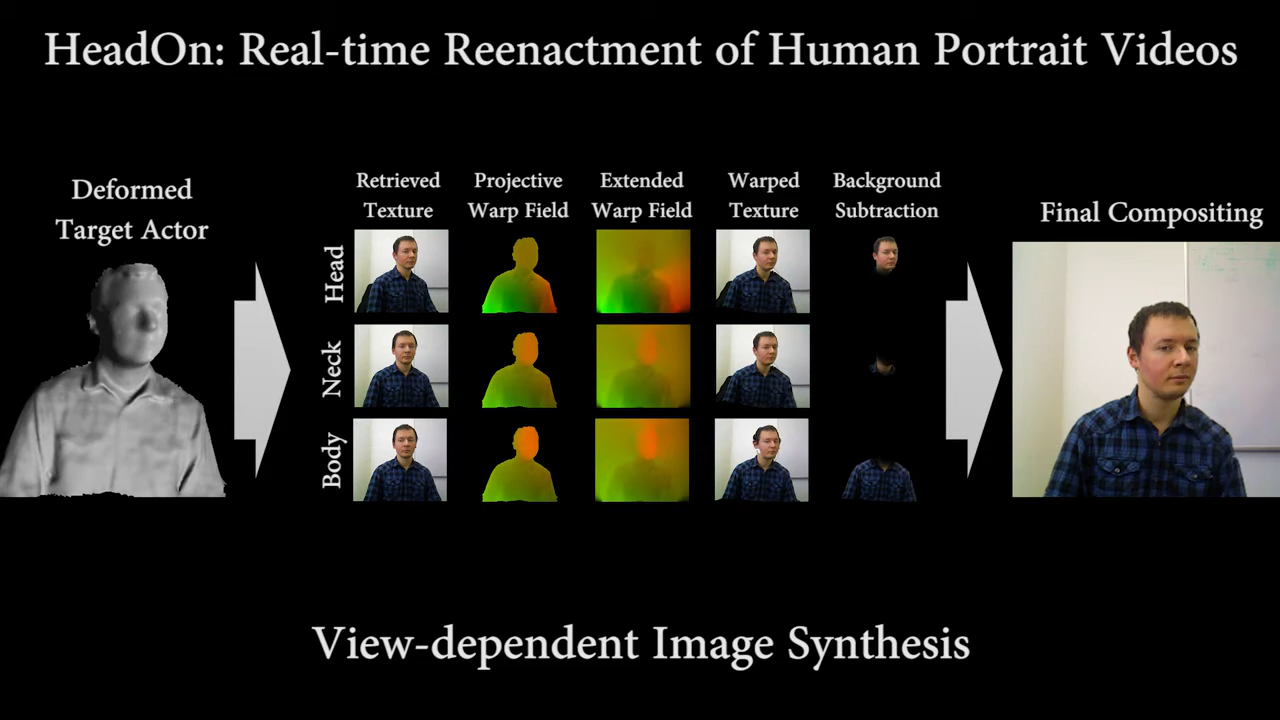 HeadOn: Real-time Reenactment of Human Portrait Videos
Deformed
Target Actor
Retrieved
Texture
Projective
Warp Field
Extended
Warp Field
Warped
Texture
Background
Subtraction
Final Compositing
Head
Neck
Body
View-dependent Image Synthesis